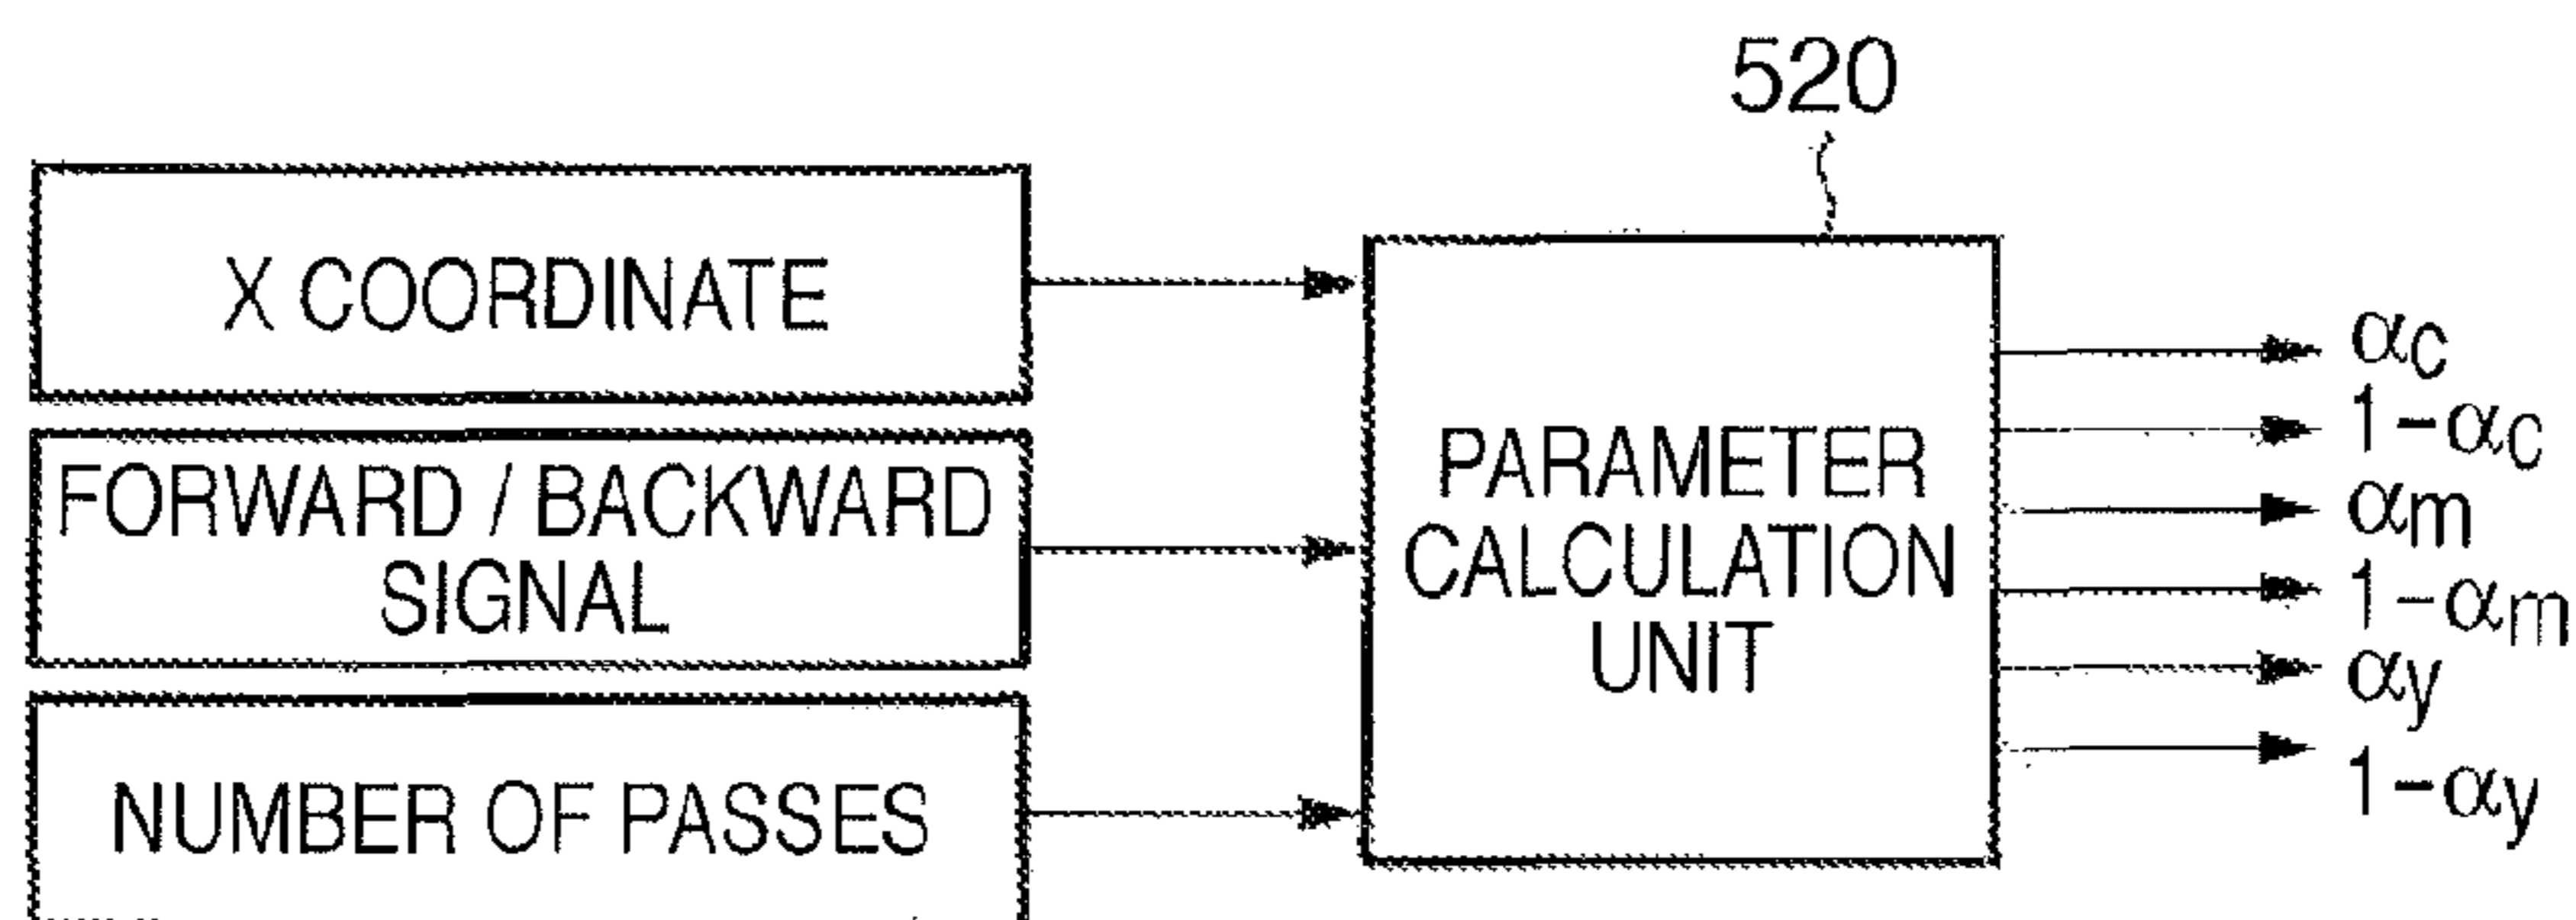 520
X COORDINATE
FORWARD / BACKWARD
SIGNAL
NUMBER OF PASSES
PARAMETER
CALCULATION
UNIT
αc
1-αc
αm
1-αm
αy
1-αy